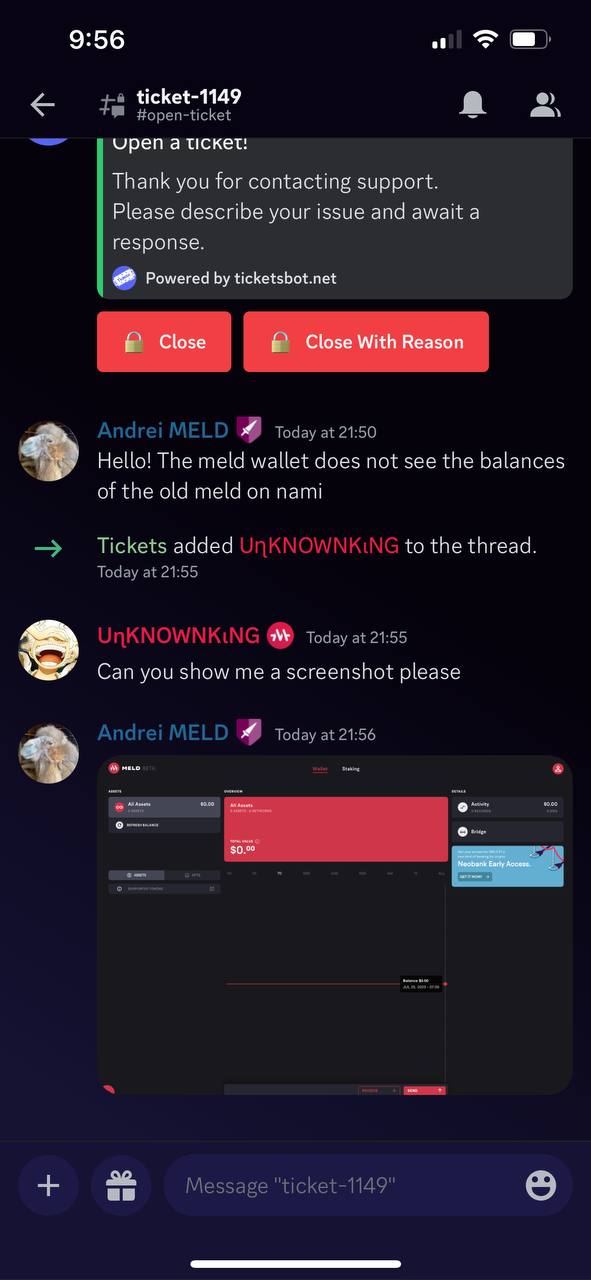 9:56
ticket-1149
#open-ticket
Open a ticket!
Thank you for contacting support.
Please describe your issue and await a
response.
Powered by ticketsbot.net
Close
Close With Reason
Andrei MELD Today at 21:50
Hello! The meld wallet does not see the balances
of the old meld on nami
Tickets added UηKNOWNKιNG to the thread.
Today at 21:55
UηKNOWNKιNG Today at 21:55
Can you show me a screenshot please
Andrei MELD Today at 21:56
MELD BETA
Wallet Staking
ASSETS
OVERVIEW
DETAILS
All Assets $0.00
REFRESH BALANCE
All Assets
TOTAL VALUE
$0.00
Activity $0.00
Bridge
Neobank Early Access.
GET IT NOW!
ASSETS
Balance $0.00
SEND
Message "ticket-1149"